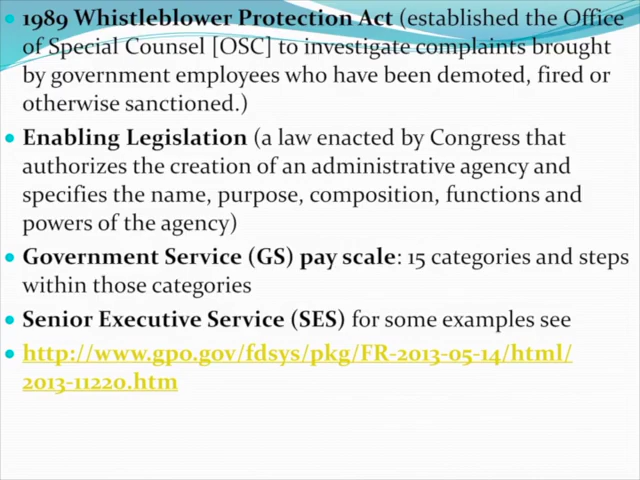 1989 Whistleblower Protection Act (established the Office
of Special Counsel [OSC] to investigate complaints brought
by government employees who have been demoted, fired or
otherwise sanctioned.)
Enabling Legislation (a law enacted by Congress that
authorizes the creation of an administrative agency and
specifies the name, purpose, composition, functions and
powers of the agency)
Government Service (GS) pay scale: 15 categories and steps
within those categories
Senior Executive Service (SES) for some examples see
http://www.gpo.gov/fdsys/pkg/FR-2013-05-14/html/
2013-11220.htm